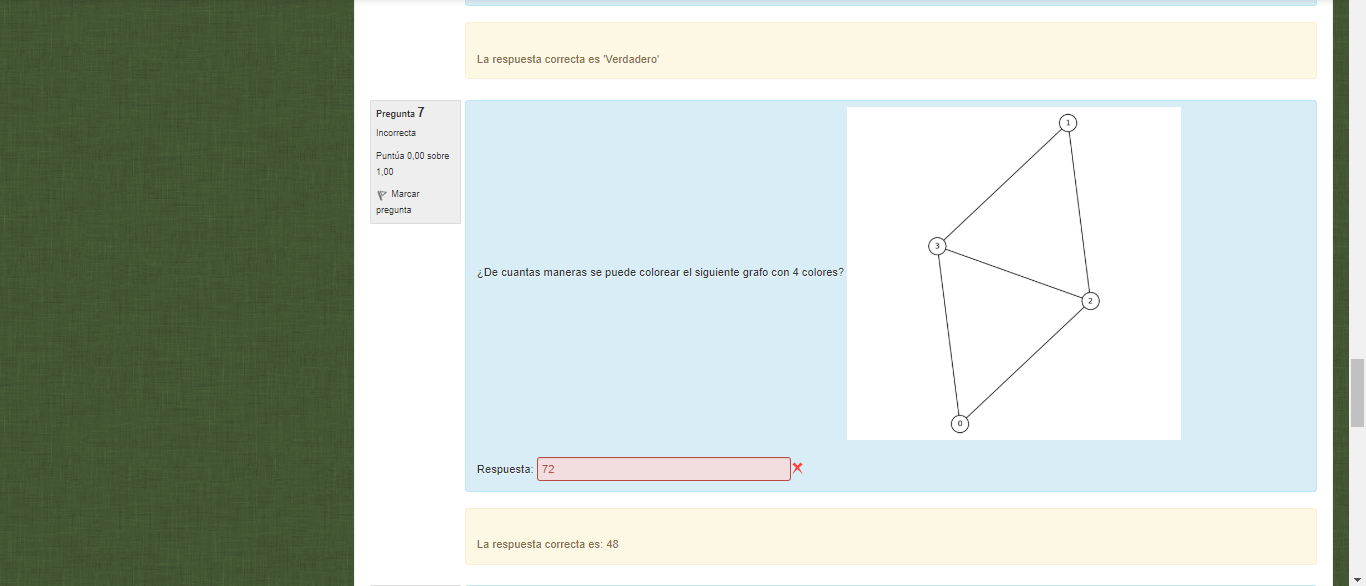 La respuesta correcta es 'Verdadero'
Pregunta 7
Incorrecta
Puntúa 0,00 sobre
1,00
Marcar
pregunta
¿De cuantas maneras se puede colorear el siguiente grafo con 4 colores?
1
3
2
0
Respuesta: 72
La respuesta correcta es: 48